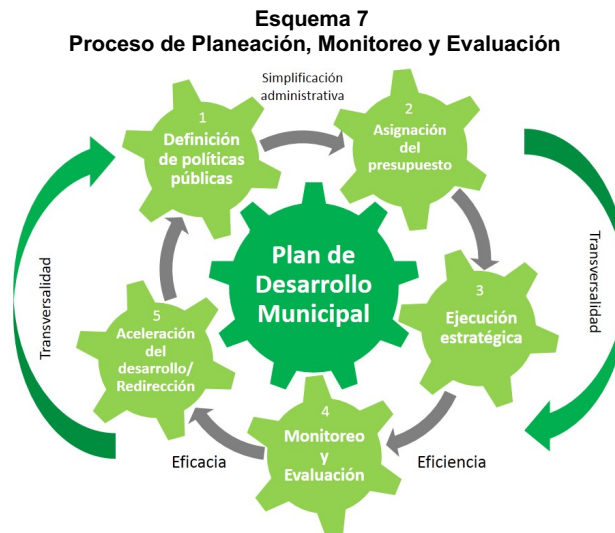 Esquema 7
Proceso de Planeación, Monitoreo y Evaluación
Simplificación
administrativa
1
Definición
de políticas
públicas
2
Asignación
del
presupuesto
Transversalidad
Plan de
Desarrollo
Municipal
3
Ejecución
estratégica
Transversalidad
5
Aceleración
del
desarrollo/
Redirección
4
Monitoreo
y
Evaluación
Eficacia
Eficiencia